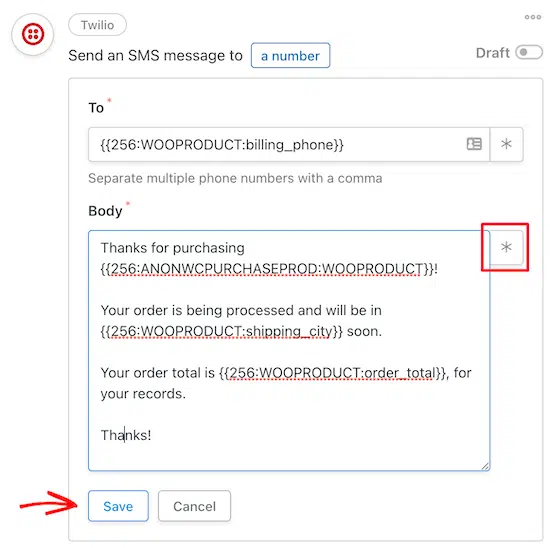 Twilio
Send an SMS message to a number
Draft
To *
{{256:WOOPRODUCT:billing_phone}}
Separate multiple phone numbers with a comma
Body *
Thanks for purchasing
{{256:ANONWCPURCHASEPROD:WOOPRODUCT}}!
Your order is being processed and will be in
{{256:WOOPRODUCT:shipping_city}} soon.
Your order total is {{256:WOOPRODUCT:order_total}}, for
your records.
Thanks!
Save
Cancel